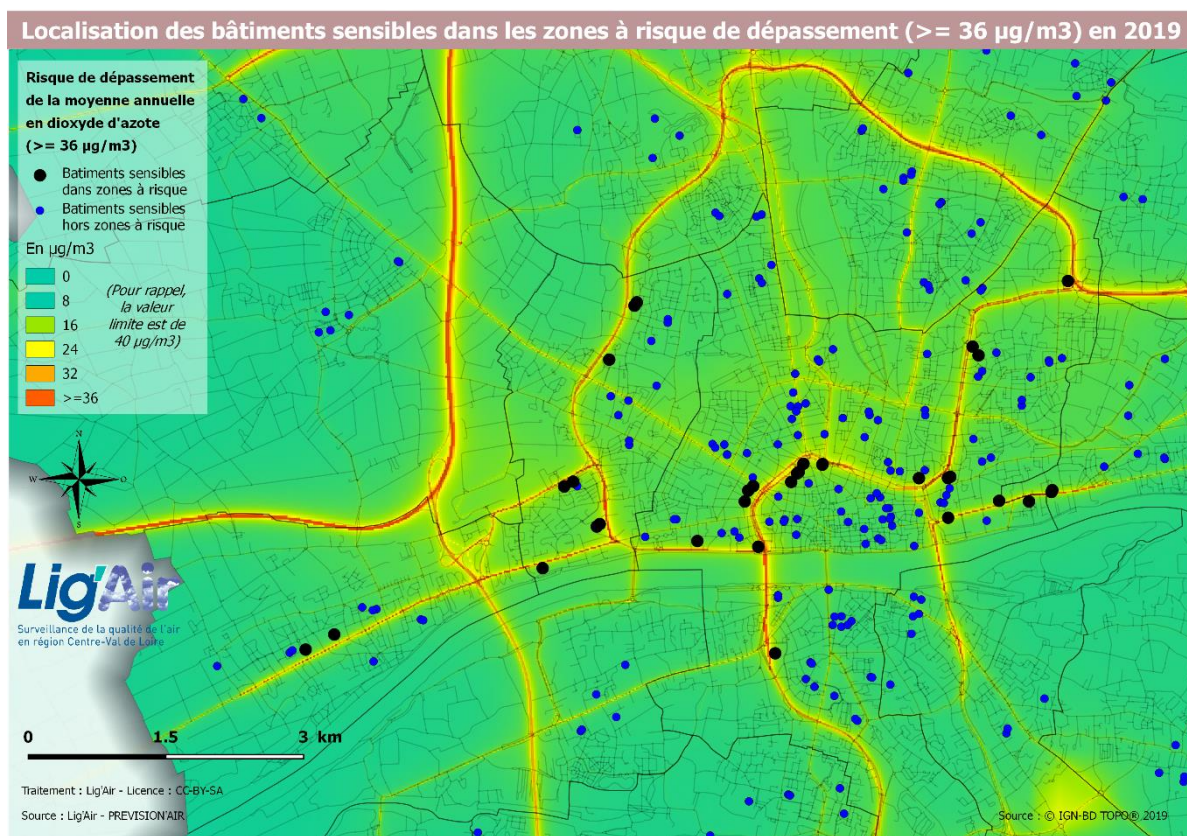 Localisation des bâtiments sensibles dans les zones à risque de dépassement (>= 36 µg/m3) en 2019
Risque de dépassement
de la moyenne annuelle
en dioxyde d'azote
(>= 36 µg/m3)
Batiments sensibles
dans zones à risque
Batiments sensibles
hors zones à risque
En µg/m3
0
8
16
24
32
>=36
(Pour rappel,
la valeur
limite est de
40 µg/m3)
N
W
O
S
Lig'Air
Surveillance de la qualité de l'air
en région Centre-Val de Loire
0 1.5 3 km
Traitement : Lig'Air - Licence : CC-BY-SA
Source : Lig'Air - PREVISION'AIR
Source : © IGN-BD TOPO® 2019